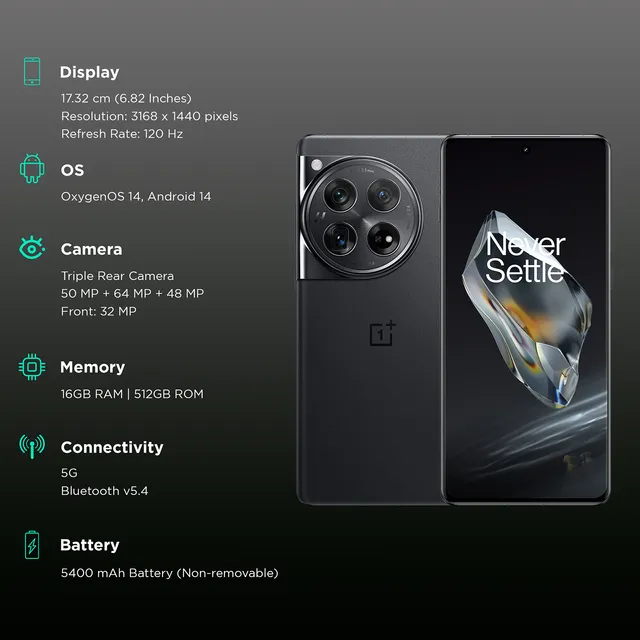 Display
17.32 cm (6.82 Inches)
Resolution: 3168 x 1440 pixels
Refresh Rate: 120 Hz
OS
OxygenOS 14, Android 14
Camera
Triple Rear Camera
50 MP + 64 MP + 48 MP
Front: 32 MP
Memory
16GB RAM | 512GB ROM
Connectivity
5G
Bluetooth v5.4
Battery
5400 mAh Battery (Non-removable)
Never
Settle
1+